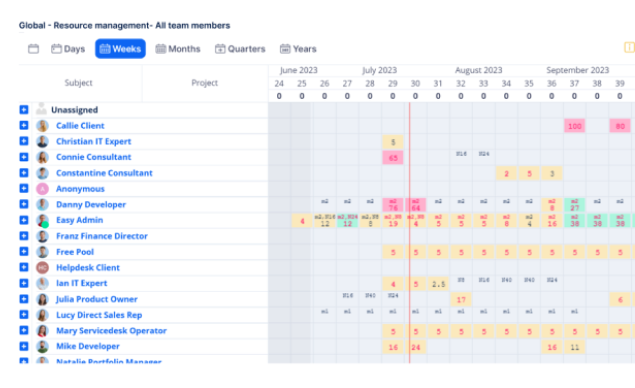 Global - Resource management- All team members
Days Weeks Months Quarters Years
Subject Project June 2023 July 2023 August 2023 September 2023
24 25 26 27 28 29 30 31 32 33 34 35 36 37 38 39
0 0 0 0 0 0 0 0 0 0 0 0 0 0 0 0
Unassigned
Callie Client 100 80
Christian IT Expert 5
Connie Consultant 65
Constantine Consultant 2 5 3
Anonymous
Danny Developer 76 64 8 27
Easy Admin 4 12 12 8 19 4 5 5 5 8 4 16 38 38 38
Franz Finance Director
Free Pool 5 5 5 5 5 5 5 5 5 5 5
Helpdesk Client
HC
Ian IT Expert 4 5 2.5
Julia Product Owner 17 6
Lucy Direct Sales Rep
Mary Servicedesk Operator 5 5 5 5 5 5 5 5 5 5 5
Mike Developer 16 24 16 11
Natalie Portfolio Manager